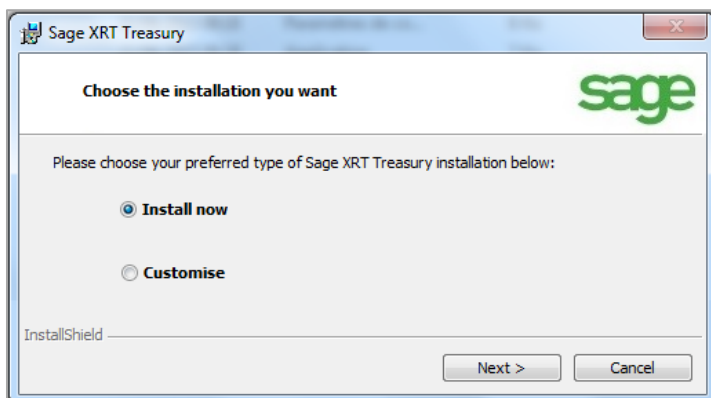 Sage XRT Treasury
Choose the installation you want
sage
Please choose your preferred type of Sage XRT Treasury installation below:
Install now
Customise
InstallShield
Next >
Cancel